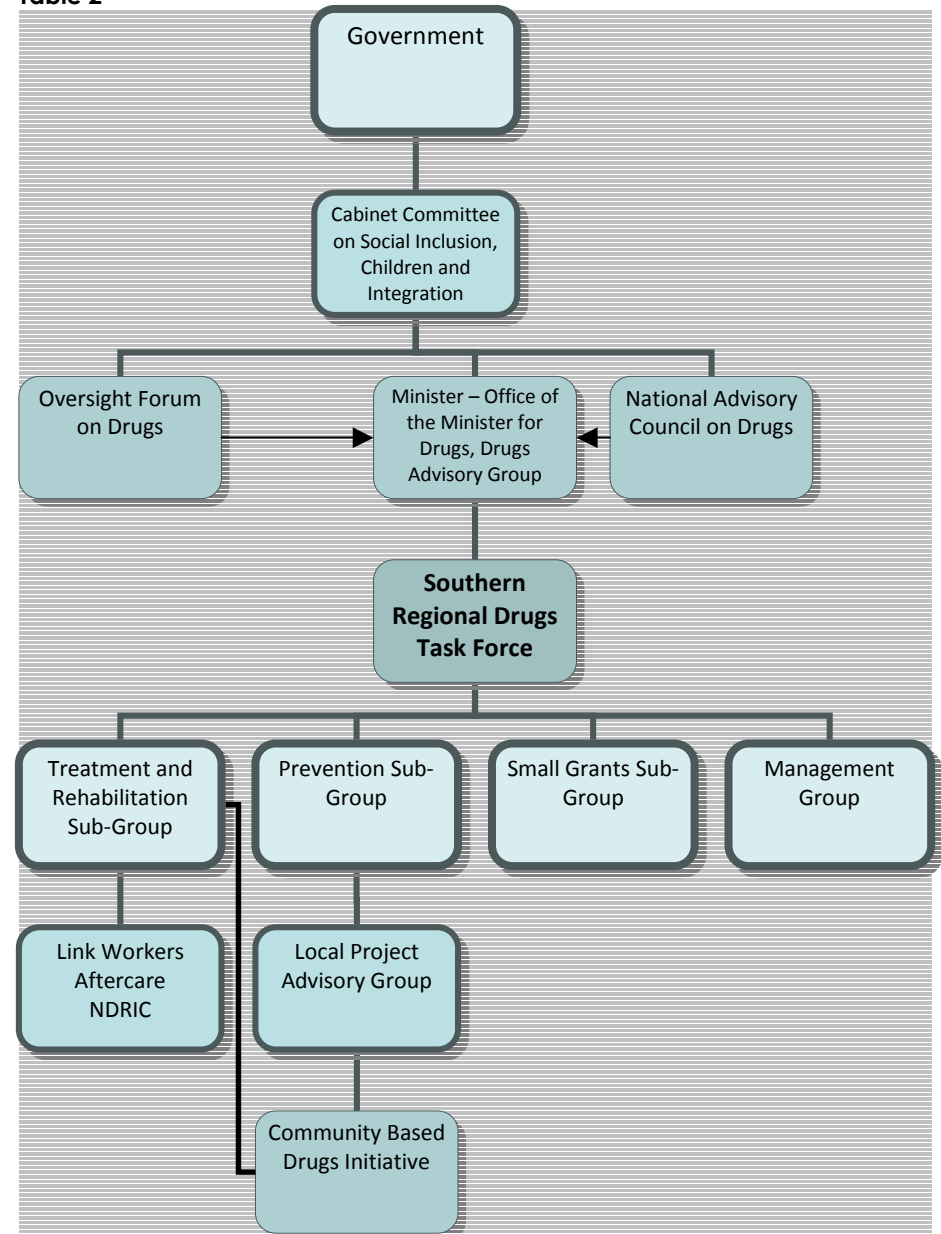 Table 2
Government
Cabinet Committee
on Social Inclusion,
Children and
Integration
Oversight Forum
on Drugs
Minister – Office of
the Minister for
Drugs, Drugs
Advisory Group
National Advisory
Council on Drugs
Southern
Regional Drugs
Task Force
Treatment and
Rehabilitation
Sub-Group
Prevention Sub-
Group
Small Grants Sub-
Group
Management
Group
Link Workers
Aftercare
NDRIC
Local Project
Advisory Group
Community Based
Drugs Initiative